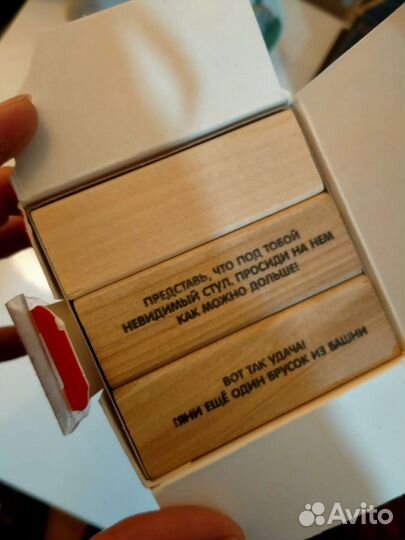 ПРЕДСТАВЬ, ЧТО ПОД ТОБОЙ
НЕВИДИМЫЙ СТУЛ. ПРОСИДИ НА НЕМ
КАК МОЖНО ДОЛЬШЕ!
ВОТ ТАК УДАЧА!
ТЯНИ ЕЩЁ ОДИН БРУСОК ИЗ БАШНИ
Avito